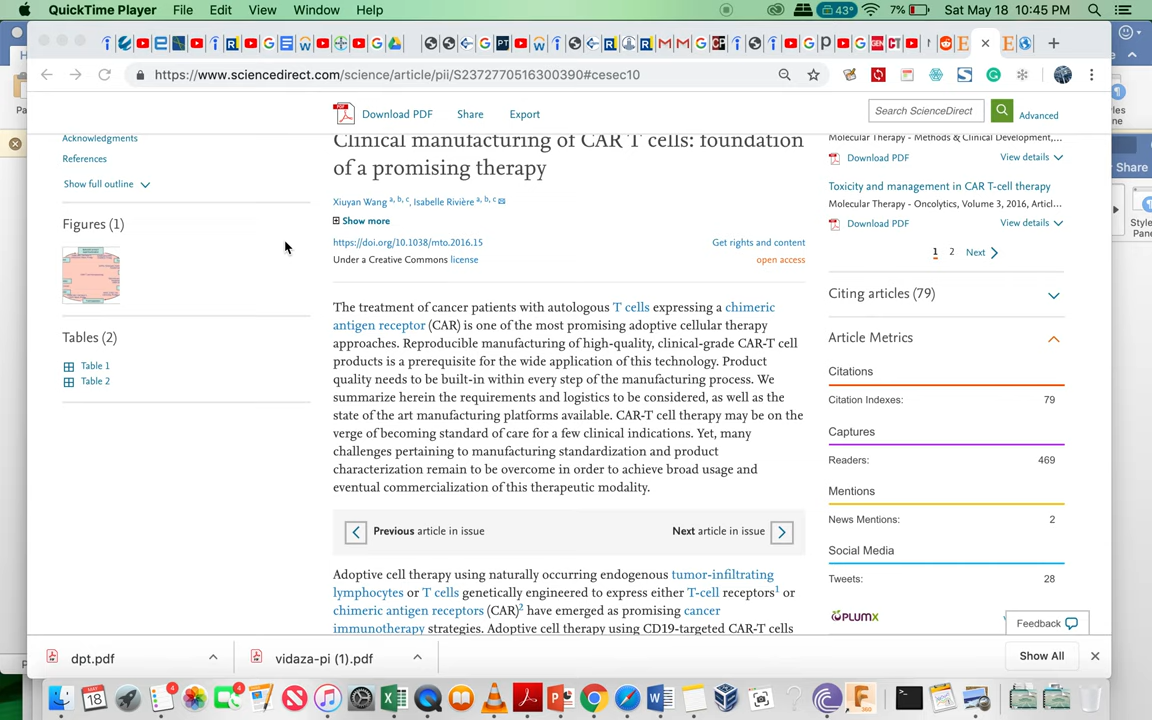 QuickTime Player File Edit View Window Help 43° 7% Sat May 18 10:45 PM
https://www.sciencedirect.com/science/article/pii/S2372770516300390#cesec10
Download PDF Share Export Search ScienceDirect Advanced
Acknowledgments
References
Show full outline
Figures (1)
Tables (2)
Table 1
Table 2
Clinical manufacturing of CAR T cells: foundation
of a promising therapy
Xiuyan Wang a, b, c, Isabelle Rivière a, b, c
Show more
https://doi.org/10.1038/mto.2016.15 Get rights and content
Under a Creative Commons license open access
The treatment of cancer patients with autologous T cells expressing a chimeric
antigen receptor (CAR) is one of the most promising adoptive cellular therapy
approaches. Reproducible manufacturing of high-quality, clinical-grade CAR-T cell
products is a prerequisite for the wide application of this technology. Product
quality needs to be built-in within every step of the manufacturing process. We
summarize herein the requirements and logistics to be considered, as well as the
state of the art manufacturing platforms available. CAR-T cell therapy may be on the
verge of becoming standard of care for a few clinical indications. Yet, many
challenges pertaining to manufacturing standardization and product
characterization remain to be overcome in order to achieve broad usage and
eventual commercialization of this therapeutic modality.
Previous article in issue Next article in issue
Adoptive cell therapy using naturally occurring endogenous tumor-infiltrating
lymphocytes or T cells genetically engineered to express either T-cell receptors1 or
chimeric antigen receptors (CAR)2 have emerged as promising cancer
immunotherapy strategies. Adoptive cell therapy using CD19-targeted CAR-T cells
Molecular Therapy - Methods & Clinical Development,...
Download PDF View details
Toxicity and management in CAR T-cell therapy
Molecular Therapy - Oncolytics, Volume 3, 2016, Articl...
Download PDF View details
1 2 Next
Citing articles (79)
Article Metrics
Citations
Citation Indexes: 79
Captures
Readers: 469
Mentions
News Mentions: 2
Social Media
Tweets: 28
PLUMX
Feedback
Share
dpt.pdf vidaza-pi (1).pdf Show All